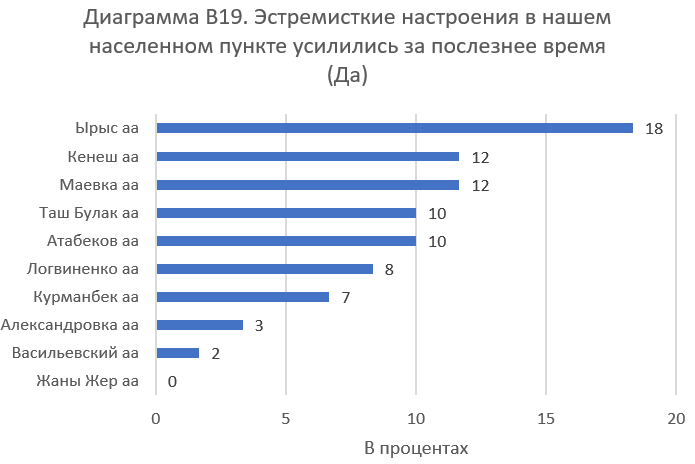 Диаграмма В19. Эстремисткие настроения в нашем
населенном пункте усилились за послезнее время
(Да)
Ырыс аа 18
Кенеш аа 12
Маевка аа 12
Таш Булак аа 10
Атабеков аа 10
Логвиненко аа 8
Курманбек аа 7
Александровка аа 3
Васильевский аа 2
Жаны Жер аа 0
0 5 10 15 20
В процентах